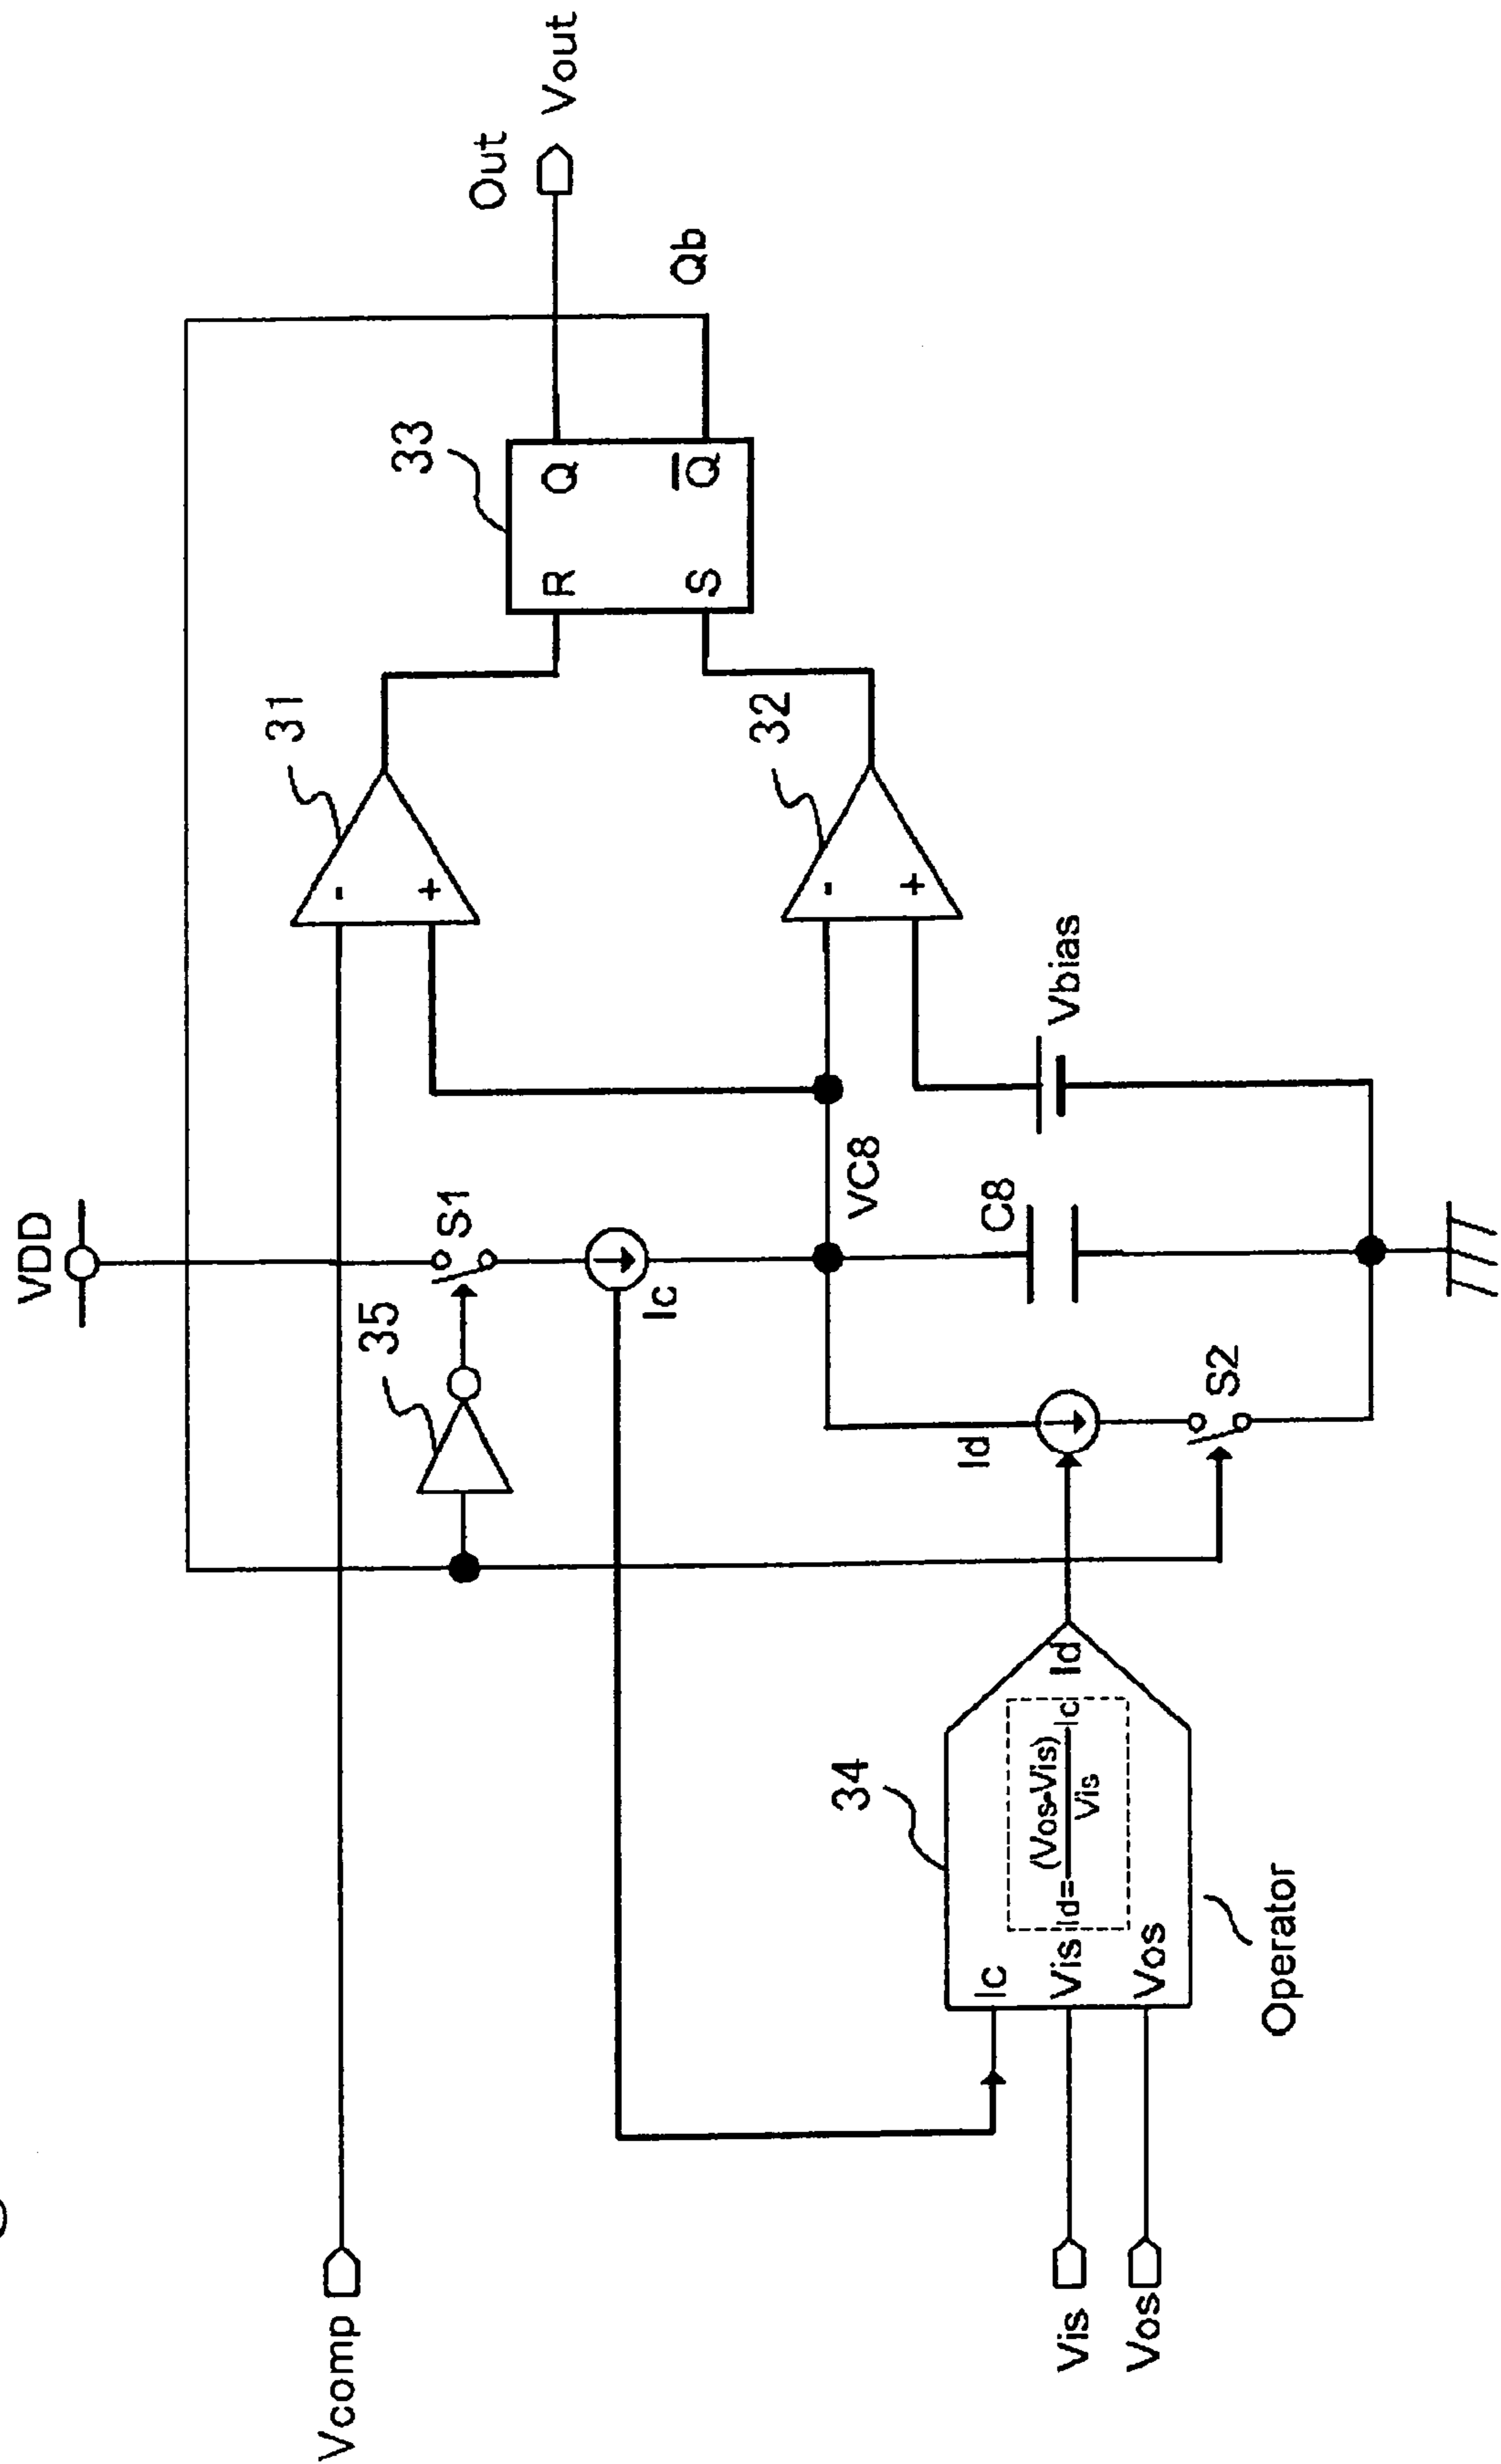 VDD
Vcomp
35
S1
31
33
Out
Vout
R
Q
Qb
S
Q
Ic
-
+
32
-
+
VC8
C8
Vbias
Id
S2
34
Ic
Vis
Vos
Id=(Vos-Vis)Ic
Vis
Id
Operator
Vis
Vos